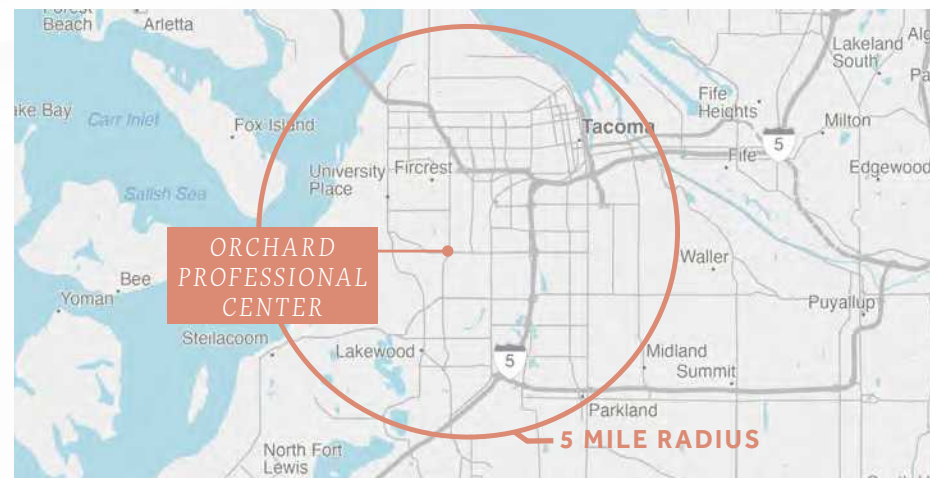 Forest
Beach
Arletta
Lakeland
South
Fife
Heights
Carr Inlet
Fox Island
Tacoma
Milton
5
Fife
University
Place
Fircrest
Edgewood
Salish Sea
ORCHARD
PROFESSIONAL
CENTER
Waller
Bee
Yoman
Puyallup
Steilacoom
Lakewood
5
Midland
Summit
Parkland
5 MILE RADIUS
North Fort
Lewis